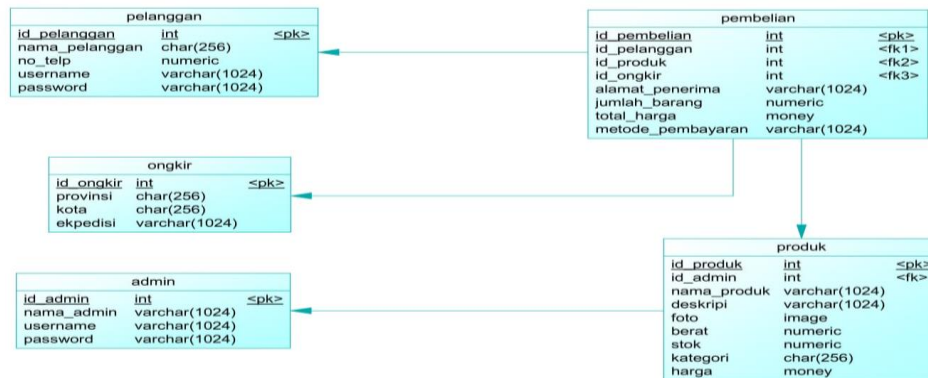 pelanggan
id_pelanggan int <pk>
nama_pelanggan char(256)
no_telp numeric
username varchar(1024)
password varchar(1024)
pembelian
id_pembelian int <pk>
id_pelanggan int <fk1>
id_produk int <fk2>
id_ongkir int <fk3>
alamat_penerima varchar(1024)
jumlah_barang numeric
total_harga money
metode_pembayaran varchar(1024)
ongkir
id_ongkir int <pk>
provinsi char(256)
kota char(256)
ekpedisi varchar(1024)
admin
id_admin int <pk>
nama_admin varchar(1024)
username varchar(1024)
password varchar(1024)
produk
id_produk int <pk>
id_admin int <fk>
nama_produk varchar(1024)
deskripi varchar(1024)
foto image
berat numeric
stok numeric
kategori char(256)
harga money